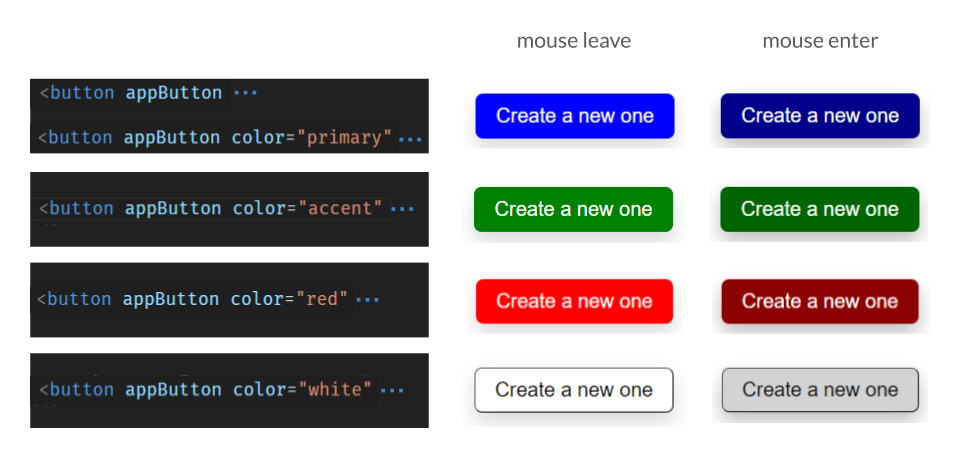 mouse leave mouse enter
<button appButton ...
Create a new one Create a new one
<button appButton color="primary" ...
<button appButton color="accent" ... Create a new one Create a new one
<button appButton color="red" ... Create a new one Create a new one
<button appButton color="white" ... Create a new one Create a new one